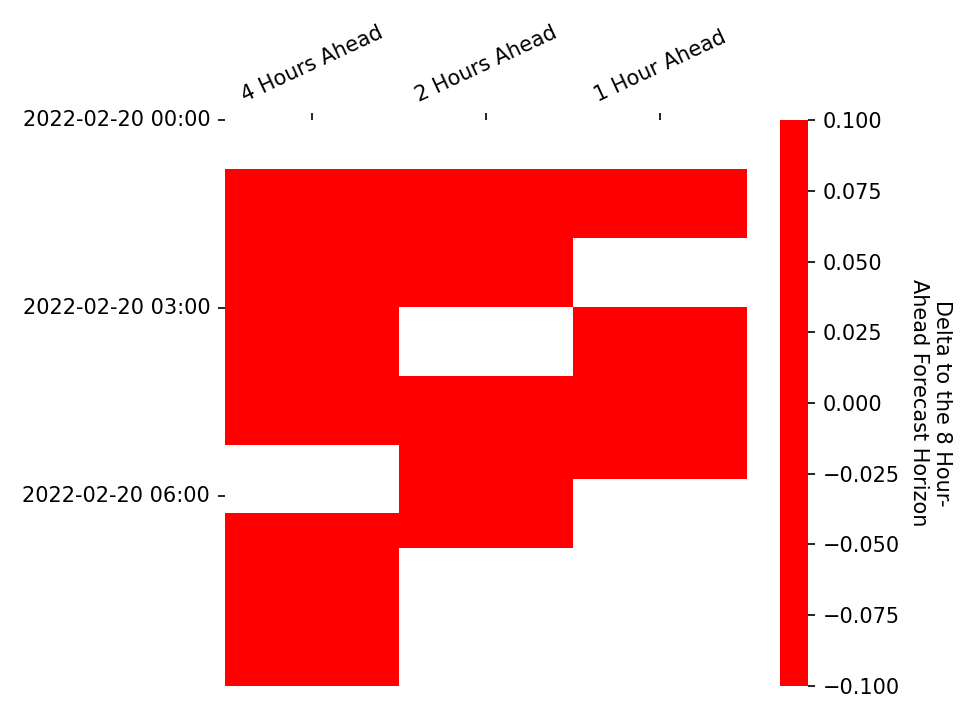 4 Hours Ahead
2 Hours Ahead
1 Hour Ahead
2022-02-20 00:00
2022-02-20 03:00
2022-02-20 06:00
0.100
0.075
0.050
0.025
0.000
−0.025
−0.050
−0.075
−0.100
Delta to the 8 Hour-
Ahead Forecast Horizon